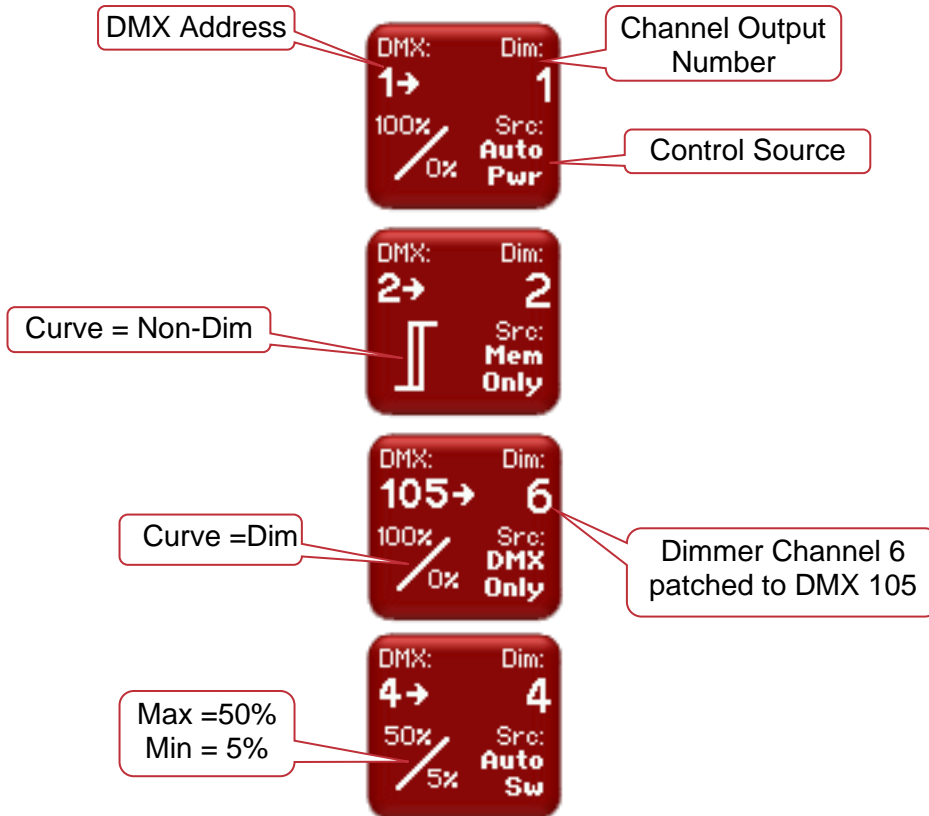 DMX Address
DMX: Dim:
1→ 1
100% Src:
0% Auto
Pwr
Channel Output
Number
Control Source
DMX: Dim:
2→ 2
Src:
Mem
Only
Curve = Non-Dim
DMX: Dim:
105→ 6
100% Src:
0% DMX
Only
Curve =Dim
Dimmer Channel 6
patched to DMX 105
DMX: Dim:
4→ 4
50% Src:
5% Auto
Sw
Max =50%
Min = 5%